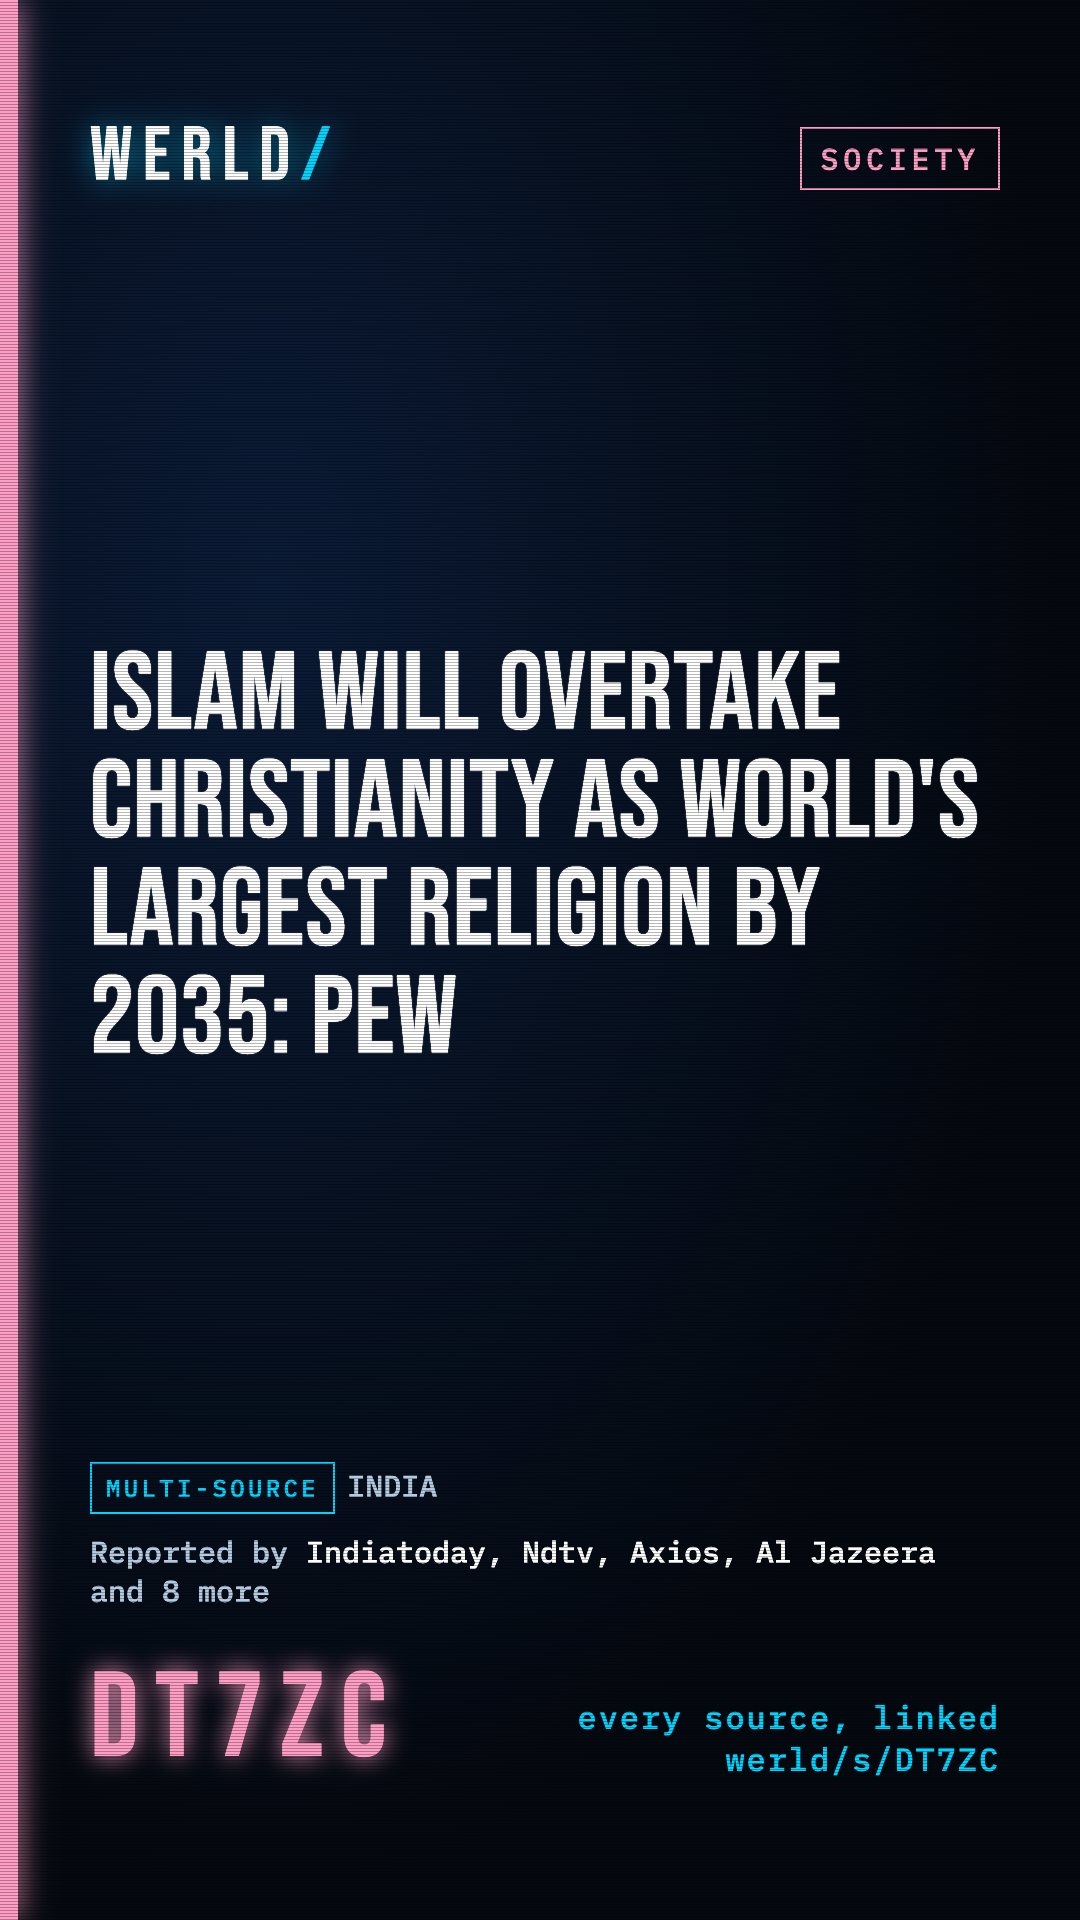 WERLD/
SOCIETY
ISLAM WILL OVERTAKE
CHRISTIANITY AS WORLD'S
LARGEST RELIGION BY
2035: PEW
MULTI-SOURCE INDIA
Reported by Indiatoday, Ndtv, Axios, Al Jazeera
and 8 more
DT7ZC
every source, linked
werld/s/DT7ZC